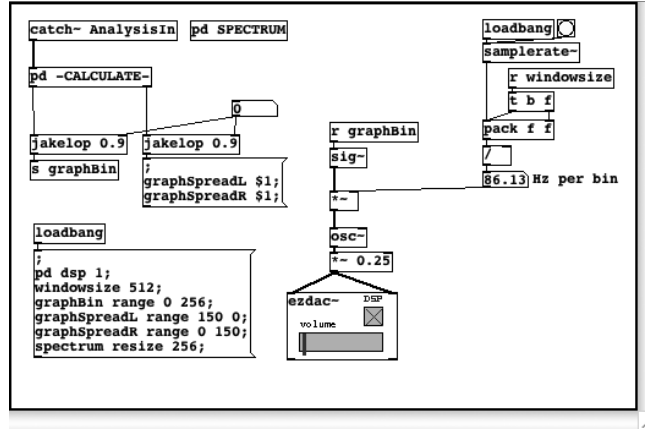 catch~ AnalysisIn
pd SPECTRUM
loadbang
samplerate~
pd -CALCULATE-
r windowsize
t b f
0
r graphBin
pack f f
jakelop 0.9
jakelop 0.9
sig~
/
s graphBin
;
graphSpreadL $1;
graphSpreadR $1;
86.13 Hz per bin
*~
loadbang
osc~
;
pd dsp 1;
windowsize 512;
graphBin range 0 256;
graphSpreadL range 150 0;
graphSpreadR range 0 150;
spectrum resize 256;
*~ 0.25
ezdac~
DSP
volume